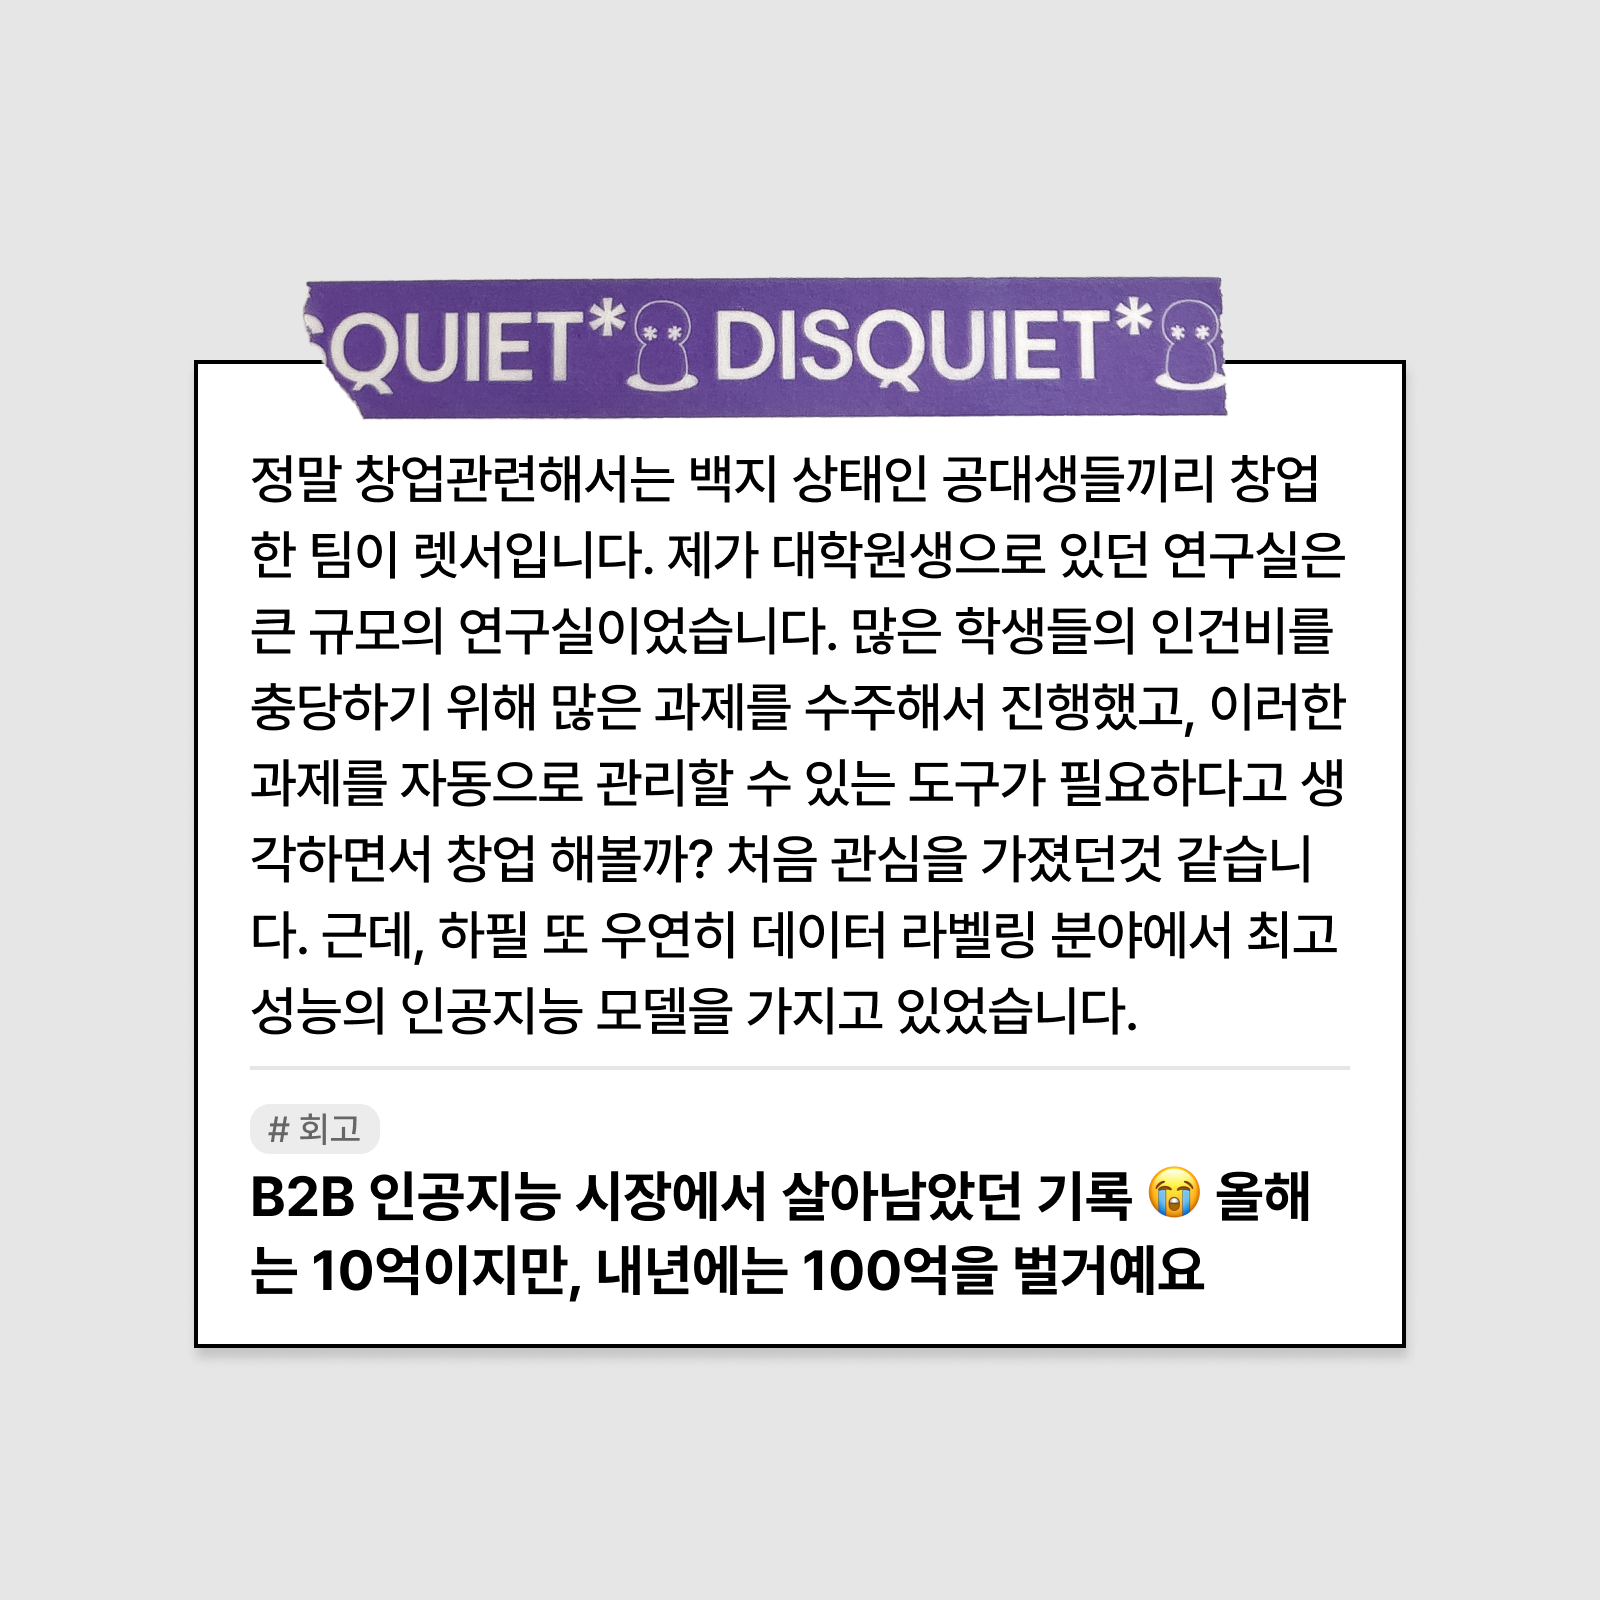 SQUIET* DISQUIET*
정말 창업관련해서는 백지 상태인 공대생들끼리 창업
한 팀이 렛서입니다. 제가 대학원생으로 있던 연구실은
큰 규모의 연구실이었습니다. 많은 학생들의 인건비를
충당하기 위해 많은 과제를 수주해서 진행했고, 이러한
과제를 자동으로 관리할 수 있는 도구가 필요하다고 생
각하면서 창업 해볼까? 처음 관심을 가졌던것 같습니
다. 근데, 하필 또 우연히 데이터 라벨링 분야에서 최고
성능의 인공지능 모델을 가지고 있었습니다.
# 회고
B2B 인공지능 시장에서 살아남았던 기록 😭 올해
는 10억이지만, 내년에는 100억을 벌거예요